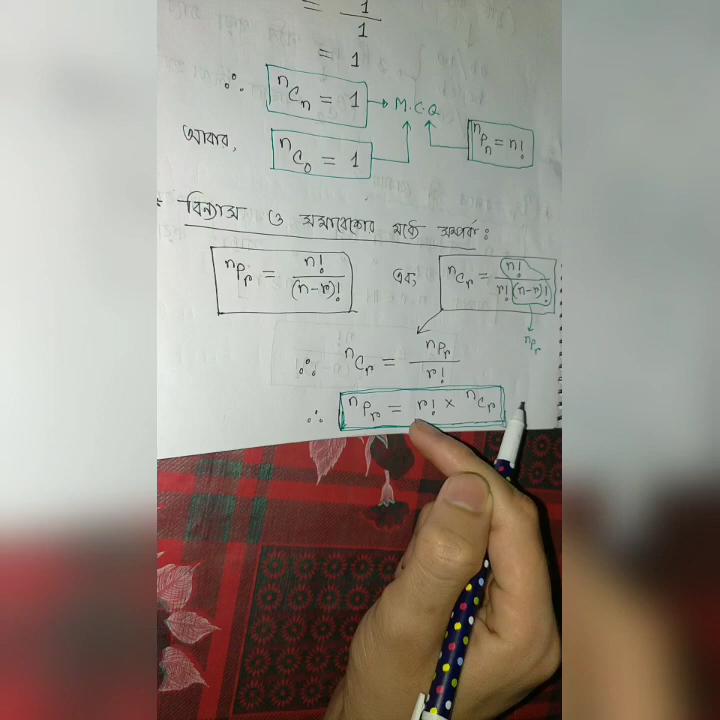 = 1/1
= 1
∴ ⁿCₙ = 1 → M.C.Q
ⁿPₙ = n!
আবার, ⁿC₀ = 1
* বিন্যাস ও সমাবেশের মধ্যে সম্পর্ক :
ⁿPᵣ = n!/(n-r)! এবং ⁿCᵣ = n!/r!(n-r)!
ⁿPᵣ
∴ ⁿCᵣ = ⁿPᵣ/r!
∴ ⁿPᵣ = r! × ⁿCᵣ